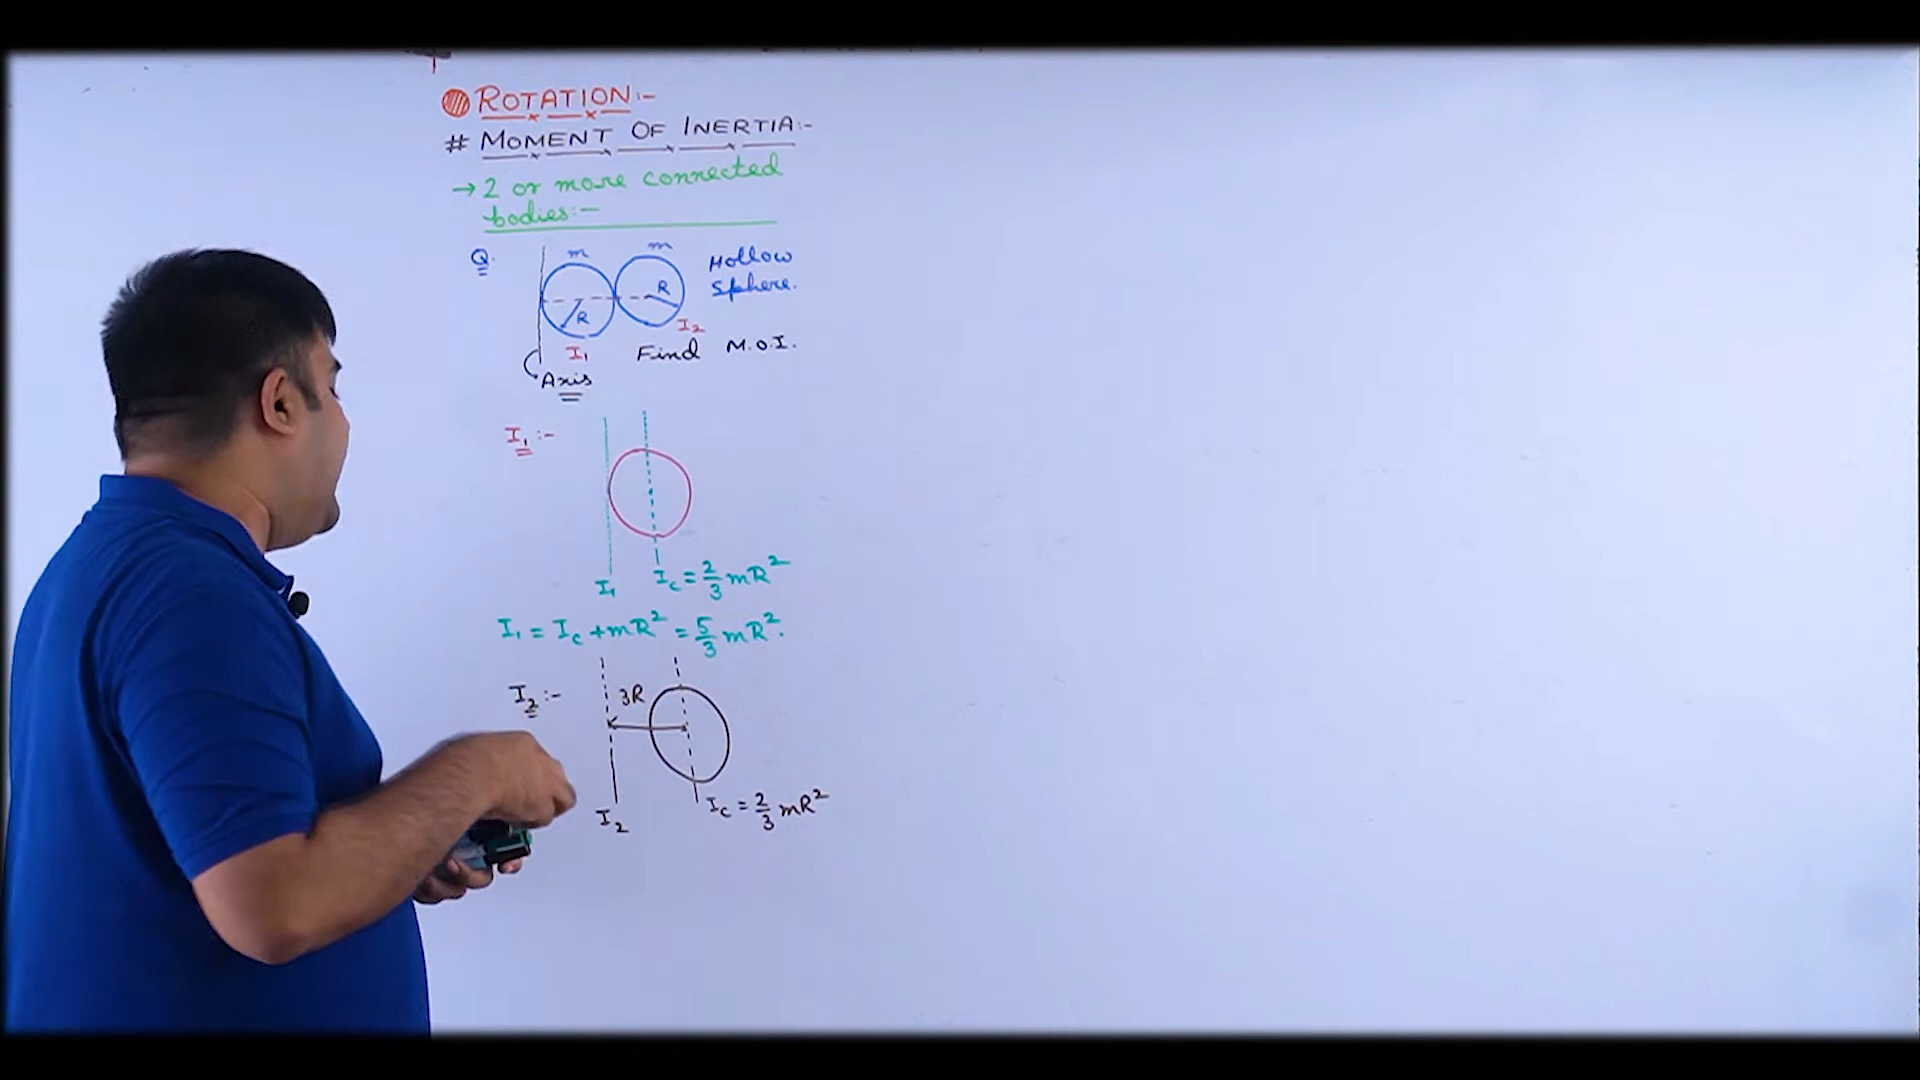 ROTATION:-
# MOMENT OF INERTIA:-
→ 2 or more connected
bodies:-
Q.
m m
Hollow
Sphere.
R
R
I₁ I₂
Find M.O.I.
Axis
I₁:-
I₁ I_c = 2/3 mR²
I₁ = I_c + mR² = 5/3 mR².
I₂:-
3R
I₂ I_c = 2/3 mR²